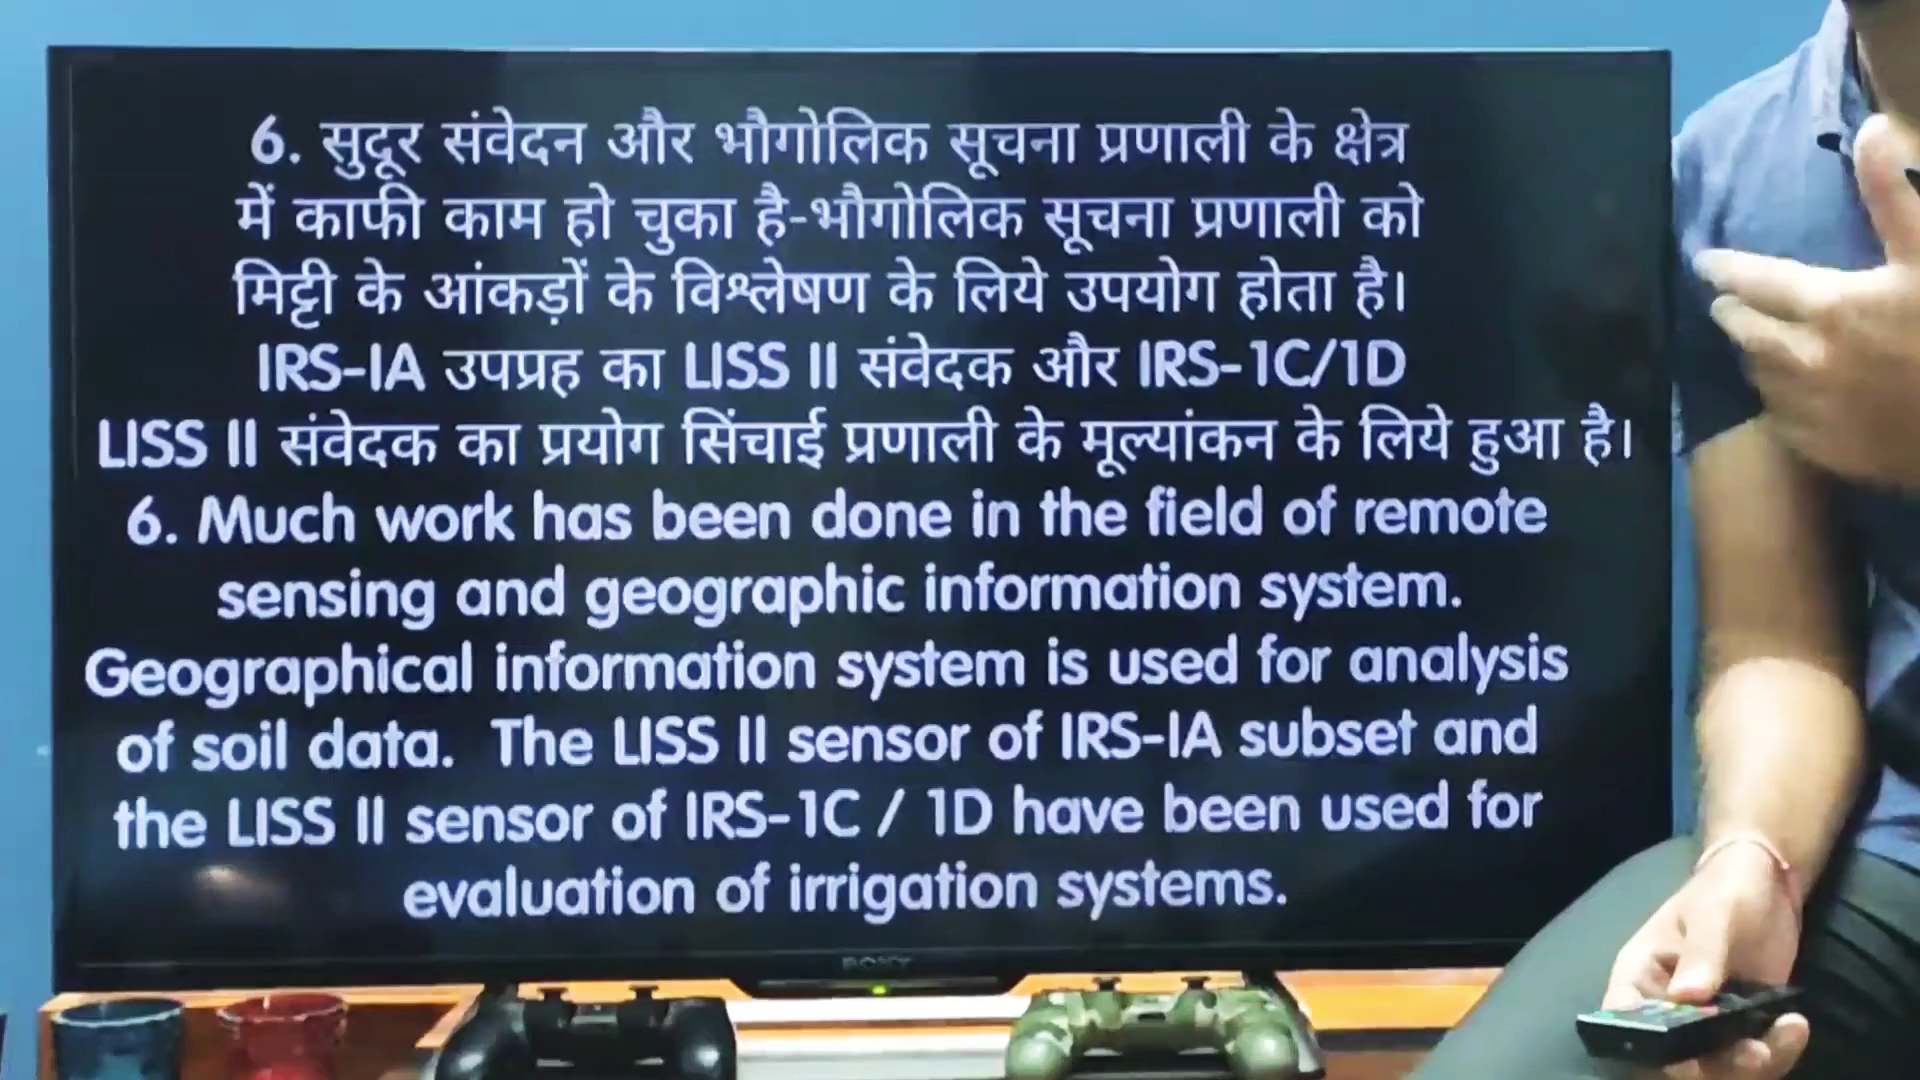 6. सुदूर संवेदन और भौगोलिक सूचना प्रणाली के क्षेत्र
में काफी काम हो चुका है-भौगोलिक सूचना प्रणाली को
मिट्टी के आंकड़ों के विश्लेषण के लिये उपयोग होता है।
IRS-IA उपप्रह का LISS II संवेदक और IRS-1C/1D
LISS II संवेदक का प्रयोग सिंचाई प्रणाली के मूल्यांकन के लिये हुआ है।
6. Much work has been done in the field of remote
sensing and geographic information system.
Geographical information system is used for analysis
of soil data. The LISS II sensor of IRS-IA subset and
the LISS II sensor of IRS-1C / 1D have been used for
evaluation of irrigation systems.
SONY